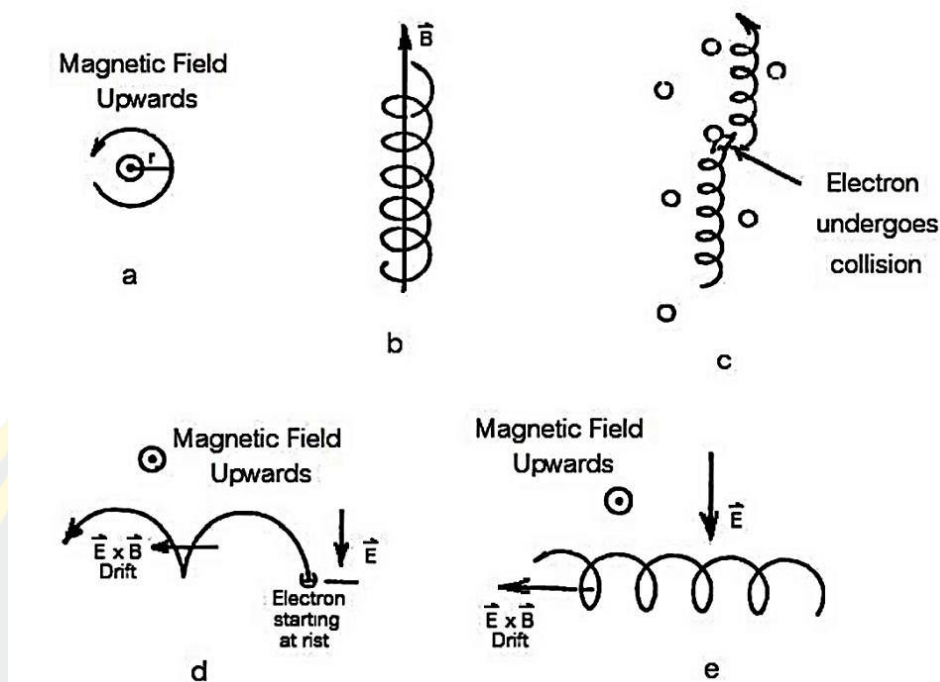 Magnetic Field
Upwards
r
a
B
b
Electron
undergoes
collision
c
Magnetic Field
Upwards
E x B
Drift
E
Electron
starting
at rist
d
Magnetic Field
Upwards
E
E x B
Drift
e